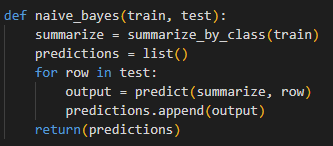 def naive_bayes(train, test):
    summarize = summarize_by_class(train)
    predictions = list()
    for row in test:
        output = predict(summarize, row)
        predictions.append(output)
    return(predictions)